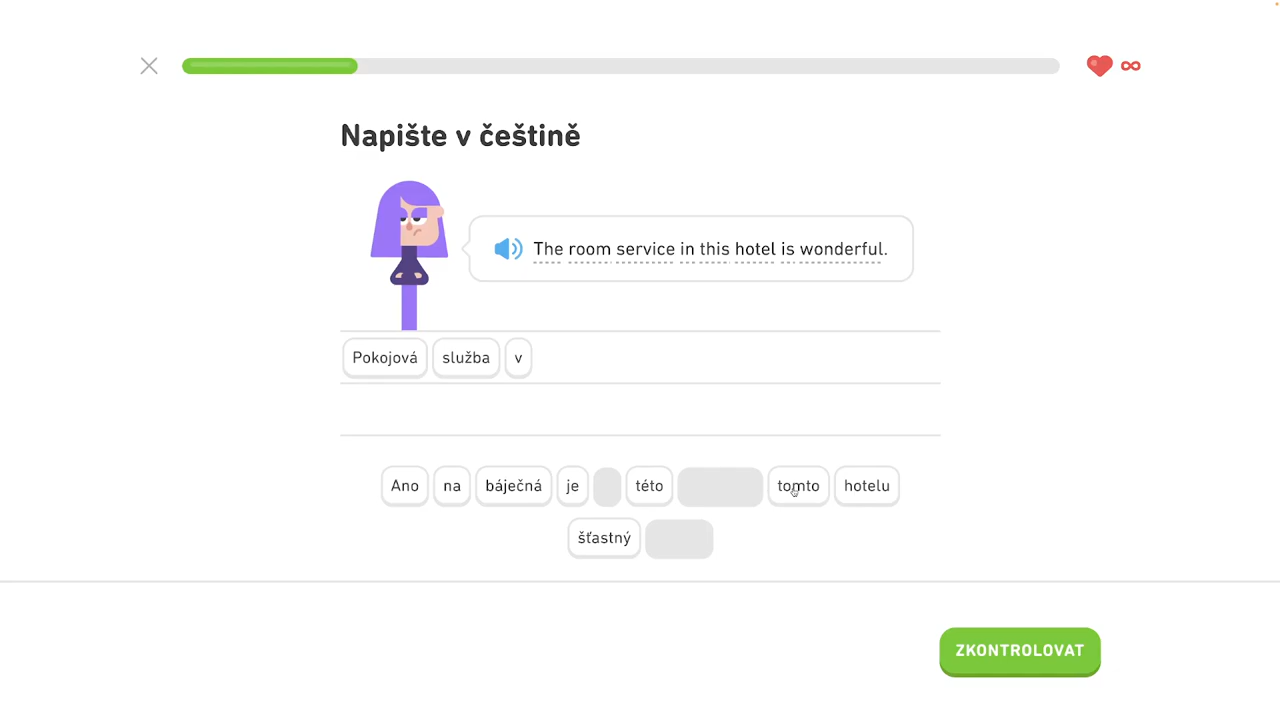 ∞
Napište v češtině
The room service in this hotel is wonderful.
Pokojová služba v
Ano na báječná je této tomto hotelu
šťastný
ZKONTROLOVAT